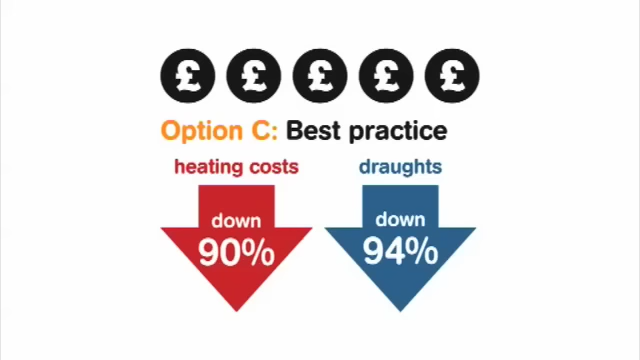 £ £ £ £ £
Option C: Best practice
heating costs draughts
down down
90% 94%